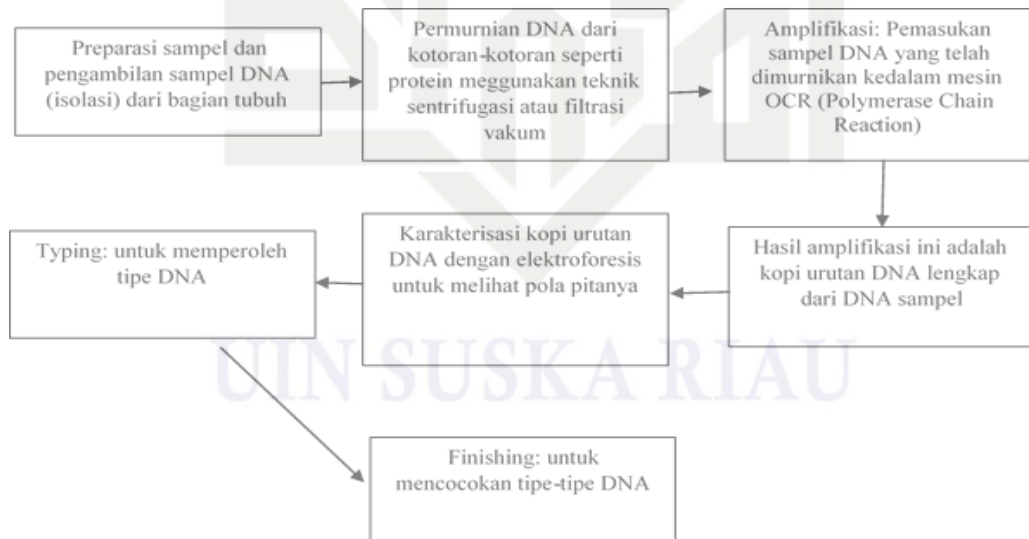 Preparasi sampel dan
pengambilan sampel DNA
(isolasi) dari bagian tubuh
Permurnian DNA dari
kotoran-kotoran seperti
protein meggunakan teknik
sentrifugasi atau filtrasi
vakum
Amplifikasi: Pemasukan
sampel DNA yang telah
dimurnikan kedalam mesin
OCR (Polymerase Chain
Reaction)
Hasil amplifikasi ini adalah
kopi urutan DNA lengkap
dari DNA sampel
Karakterisasi kopi urutan
DNA dengan elektroforesis
untuk melihat pola pitanya
Typing: untuk memperoleh
tipe DNA
Finishing: untuk
mencocokan tipe-tipe DNA
UIN SUSKA RIAU